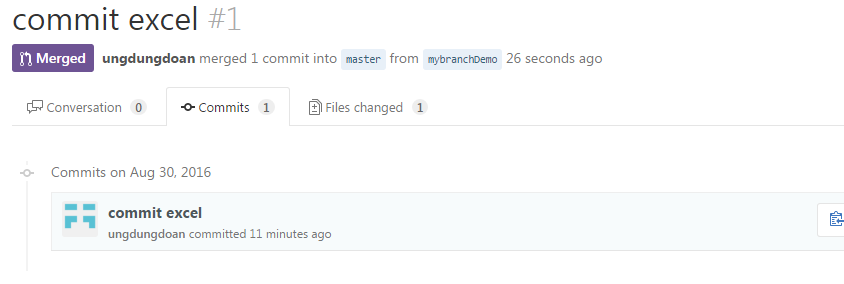 commit excel #1
Merged ungdungdoan merged 1 commit into master from mybranchDemo 26 seconds ago
Conversation 0 Commits 1 Files changed 1
Commits on Aug 30, 2016
commit excel
ungdungdoan committed 11 minutes ago